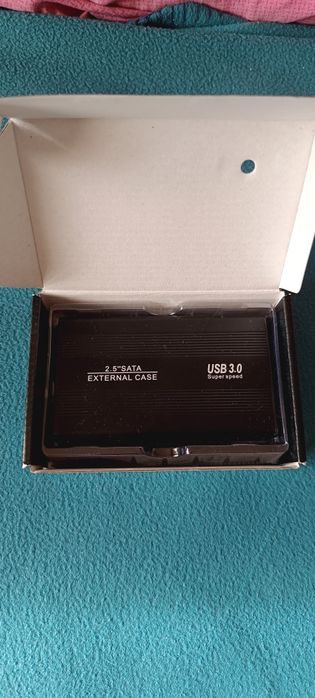 2.5"SATA
EXTERNAL CASE
USB 3.0
Super speed